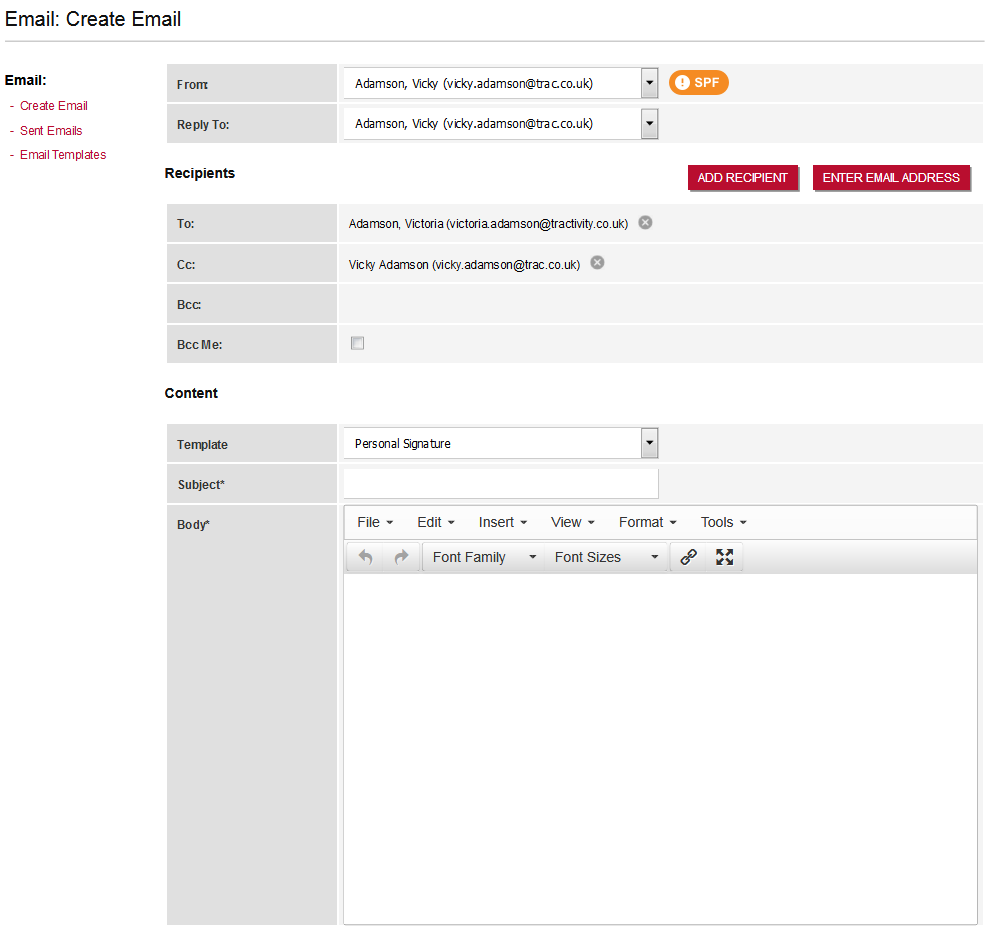 Email: Create Email
Email:
- Create Email
- Sent Emails
- Email Templates
From: Adamson, Vicky (vicky.adamson@trac.co.uk) ! SPF
Reply To: Adamson, Vicky (vicky.adamson@trac.co.uk)
Recipients ADD RECIPIENT ENTER EMAIL ADDRESS
To: Adamson, Victoria (victoria.adamson@tractivity.co.uk)
Cc: Vicky Adamson (vicky.adamson@trac.co.uk)
Bcc:
Bcc Me:
Content
Template Personal Signature
Subject*
Body* File Edit Insert View Format Tools
Font Family Font Sizes